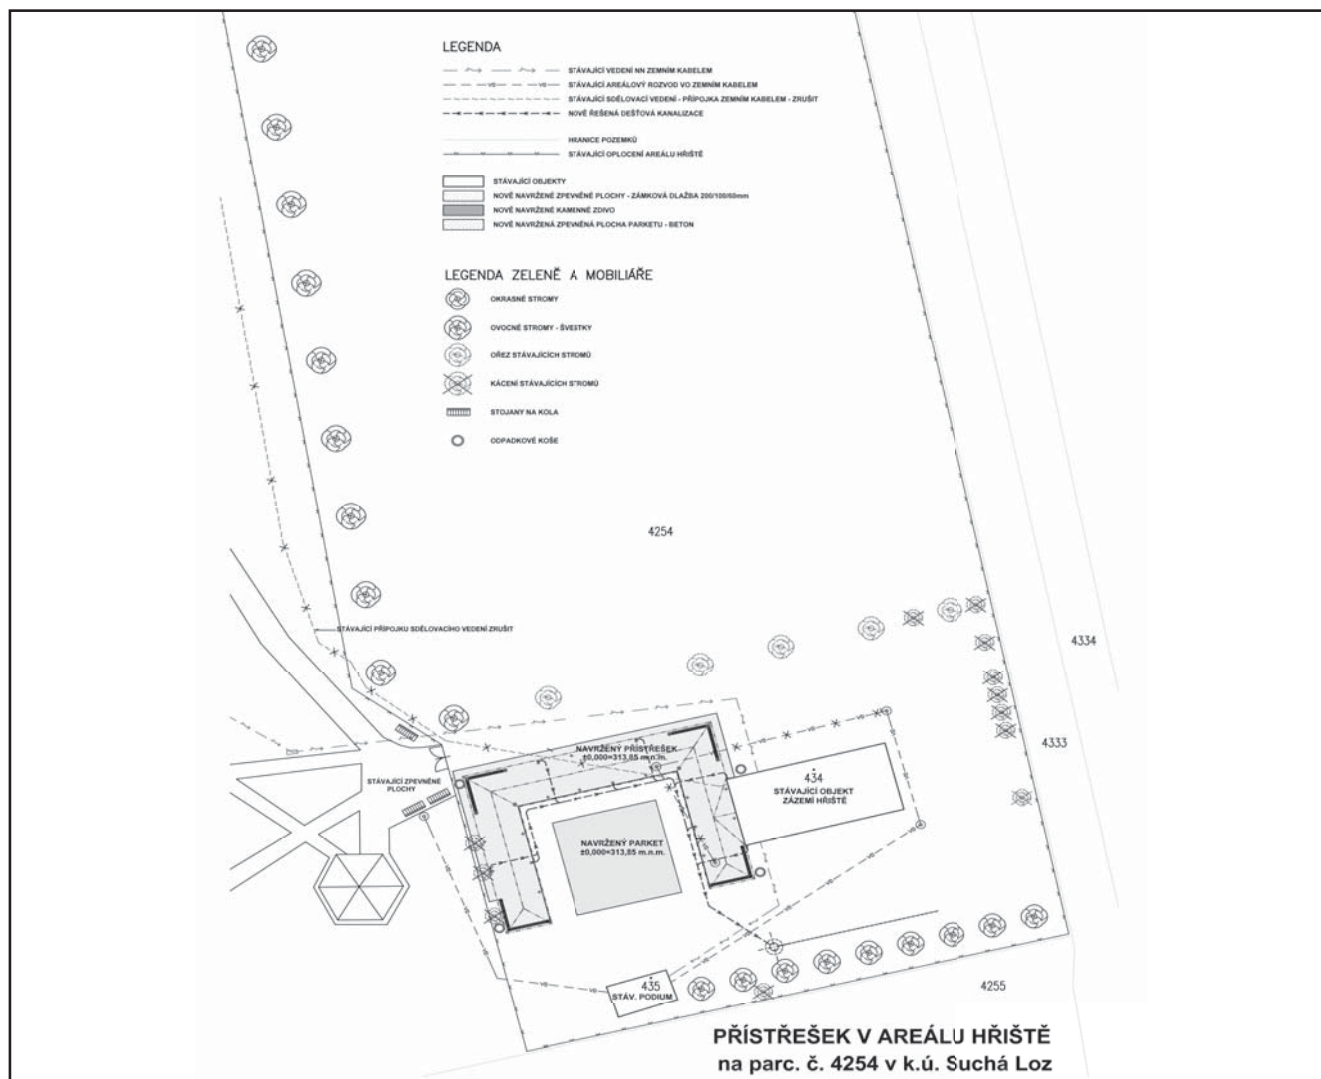 LEGENDA
STÁVAJÍCÍ VEDENÍ NN ZEMNÍM KABELEM
STÁVAJÍCÍ AREÁLOVÝ ROZVOD VO ZEMNÍM KABELEM
STÁVAJÍCÍ SDĚLOVACÍ VEDENÍ - PŘÍPOJKA ZEMNÍM KABELEM - ZRUŠIT
NOVĚ ŘEŠENÁ DEŠŤOVÁ KANALIZACE
HRANICE POZEMKŮ
STÁVAJÍCÍ OPLOCENÍ AREÁLU HŘIŠTĚ
STÁVAJÍCÍ OBJEKTY
NOVĚ NAVRŽENÉ ZPEVNĚNÉ PLOCHY - ZÁMKOVÁ DLAŽBA 200/100/60mm
NOVĚ NAVRŽENÉ KAMENNÉ ZDIVO
NOVĚ NAVRŽENÁ ZPEVNĚNÁ PLOCHA PARKETU - BETON
LEGENDA ZELENĚ A MOBILIÁŘE
OKRASNÉ STROMY
OVOCNÉ STROMY - ŠVESTKY
OŘEZ STÁVAJÍCÍCH STROMŮ
KÁCENÍ STÁVAJÍCÍCH STROMŮ
STOJANY NA KOLA
ODPADKOVÉ KOŠE
4254
STÁVAJÍCÍ PŘÍPOJKU SDĚLOVACÍHO VEDENÍ ZRUŠIT
4334
4333
NAVRŽENÝ PŘÍSTŘEŠEK
±0,000=313,85 m.n.m.
STÁVAJÍCÍ ZPEVNĚNÉ
PLOCHY
434
STÁVAJÍCÍ OBJEKT
ZÁZEMÍ HŘIŠTĚ
NAVRŽENÝ PARKET
±0,000=313,85 m.n.m.
435
STÁV. PODIUM
4255
PŘÍSTŘEŠEK V AREÁLU HŘIŠTĚ
na parc. č. 4254 v k.ú. Suchá Loz